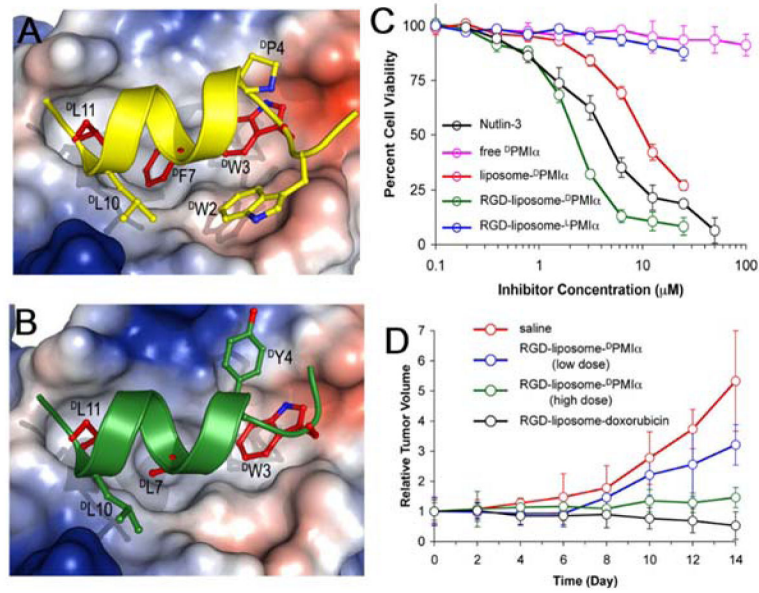 A
ᴰP4
ᴰL11
ᴰF7
ᴰW3
ᴰL10
ᴰW2
B
ᴰY4
ᴰL11
ᴰL7
ᴰW3
ᴰL10
C
Percent Cell Viability
100
75
50
25
0
Nutlin-3
free ᴰPMIα
liposome-ᴰPMIα
RGD-liposome-ᴰPMIα
RGD-liposome-ᴸPMIα
0.1
1
10
100
Inhibitor Concentration (μM)
D
Relative Tumor Volume
7
6
5
4
3
2
1
0
saline
RGD-liposome-ᴰPMIα
(low dose)
RGD-liposome-ᴰPMIα
(high dose)
RGD-liposome-doxorubicin
0
2
4
6
8
10
12
14
Time (Day)